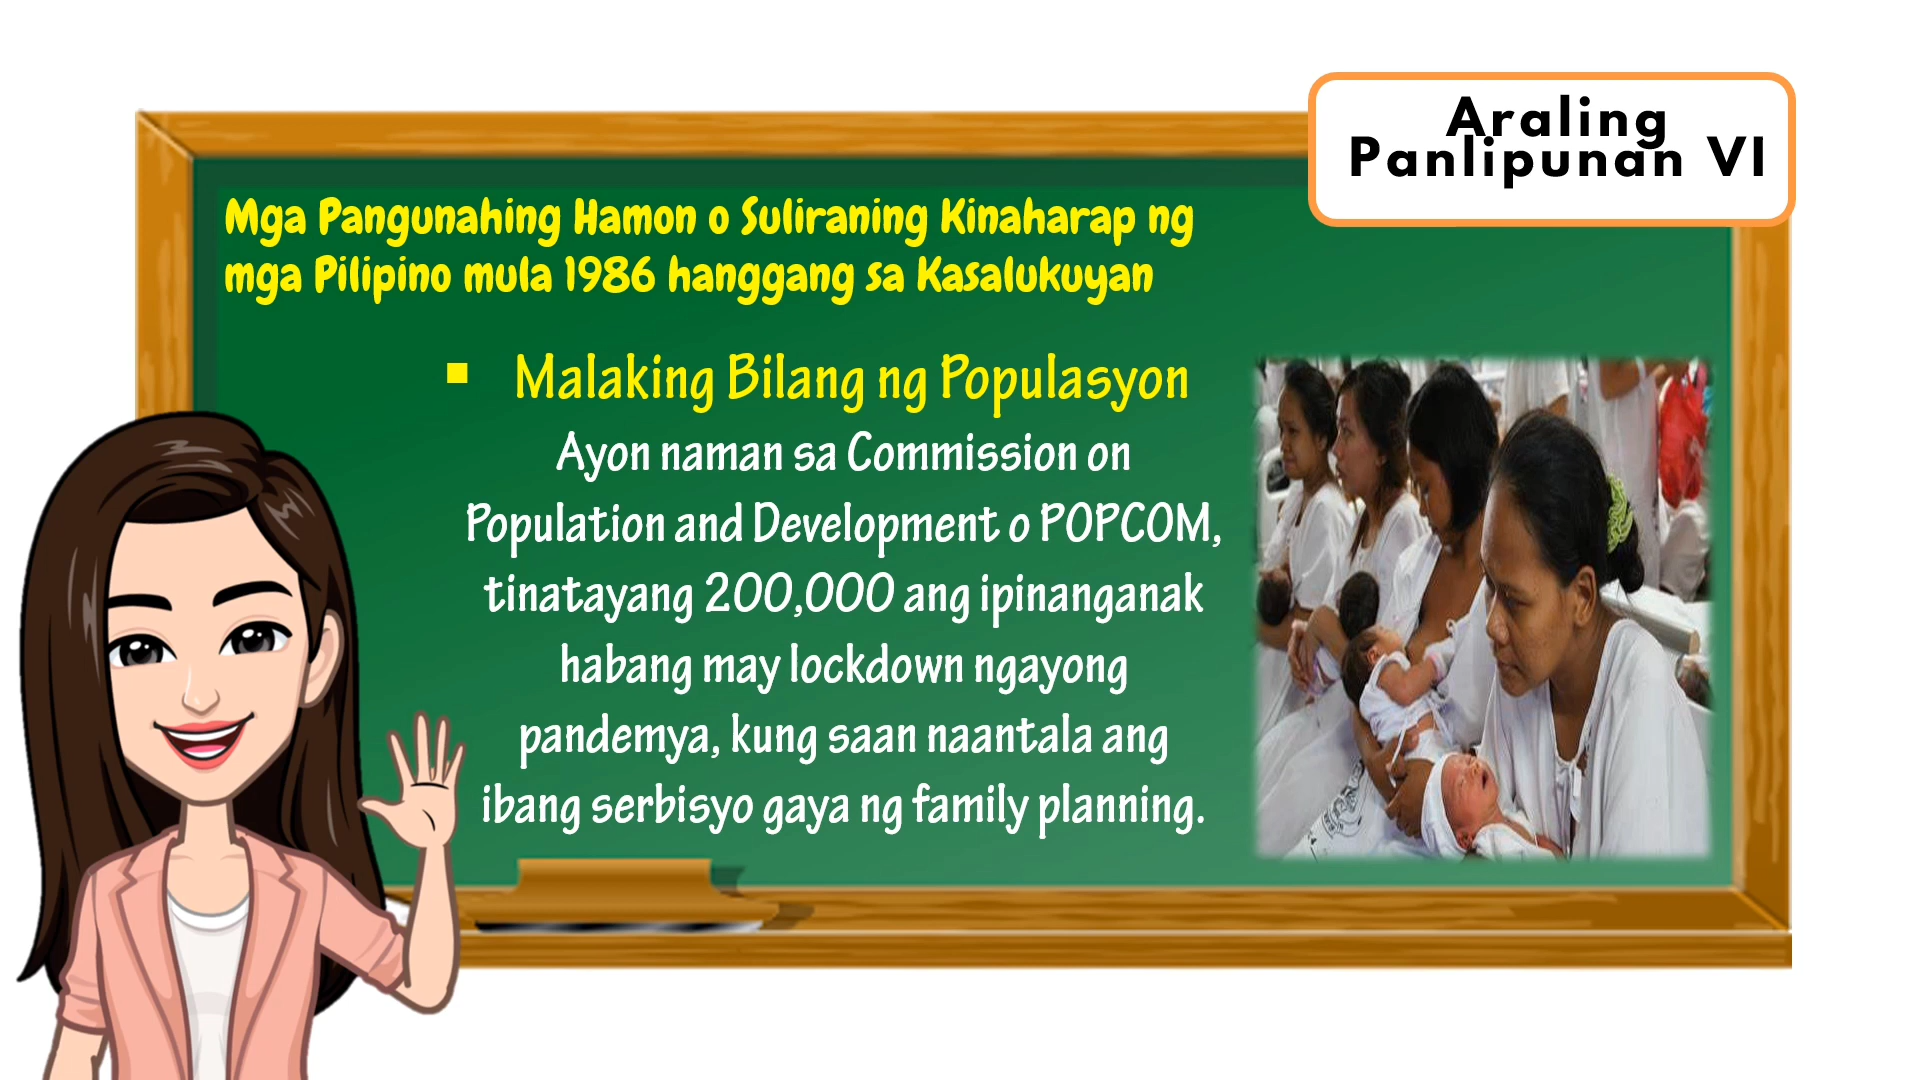 Araling
Panlipunan VI
Mga Pangunahing Hamon o Suliraning Kinaharap ng
mga Pilipino mula 1986 hanggang sa Kasalukuyan
▪ Malaking Bilang ng Populasyon
Ayon naman sa Commission on
Population and Development o POPCOM,
tinatayang 200,000 ang ipinanganak
habang may lockdown ngayong
pandemya, kung saan naantala ang
ibang serbisyo gaya ng family planning.